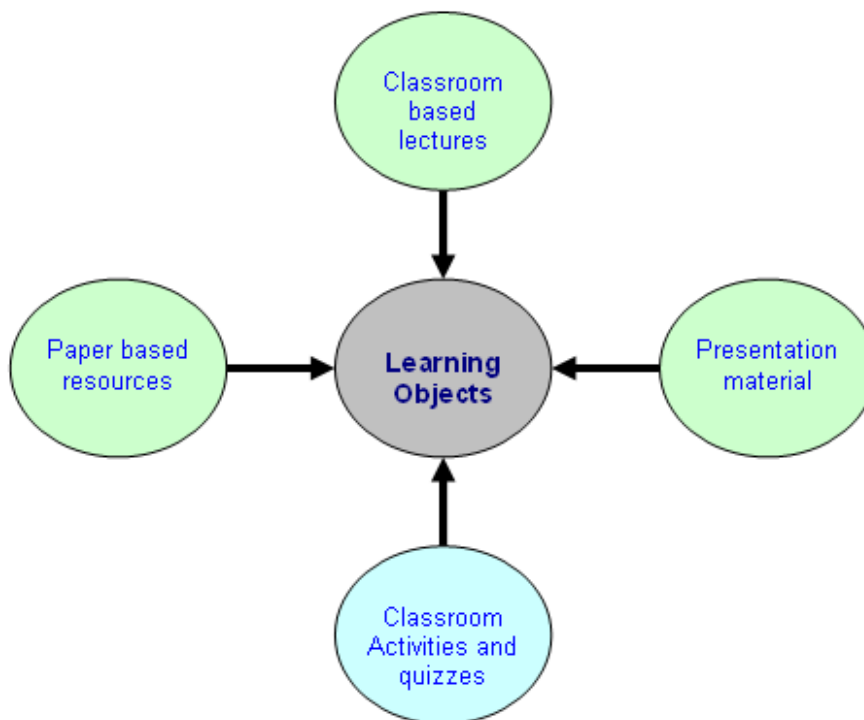 Classroom
based
lectures
Paper based
resources
Learning
Objects
Presentation
material
Classroom
Activities and
quizzes